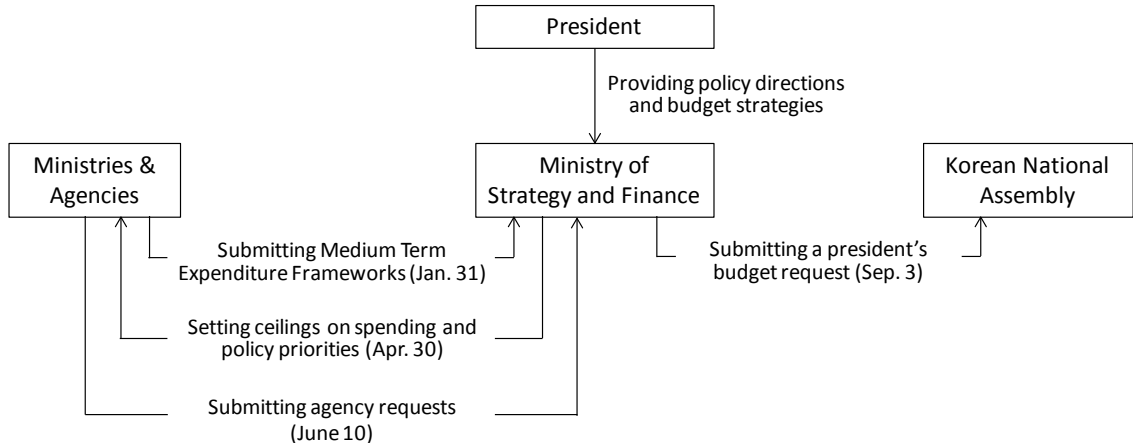 President
Providing policy directions
and budget strategies
Ministries &
Agencies
Ministry of
Strategy and Finance
Korean National
Assembly
Submitting Medium Term
Expenditure Frameworks (Jan. 31)
Submitting a president's
budget request (Sep. 3)
Setting ceilings on spending and
policy priorities (Apr. 30)
Submitting agency requests
(June 10)